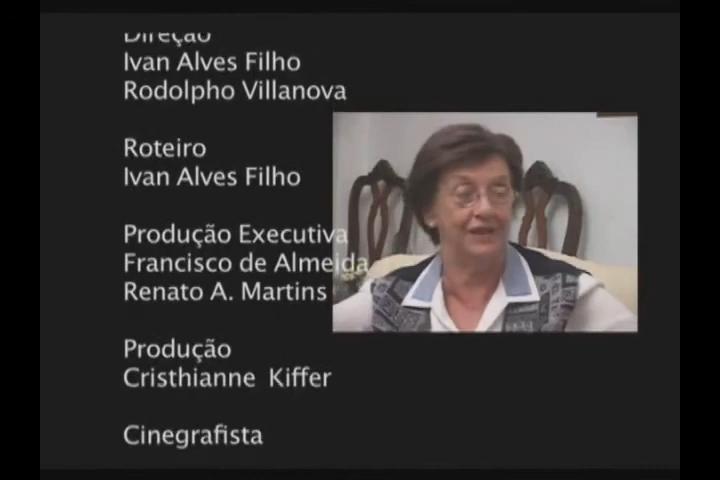 Direção
Ivan Alves Filho
Rodolpho Villanova
Roteiro
Ivan Alves Filho
Produção Executiva
Francisco de Almeida
Renato A. Martins
Produção
Cristhianne Kiffer
Cinegrafista